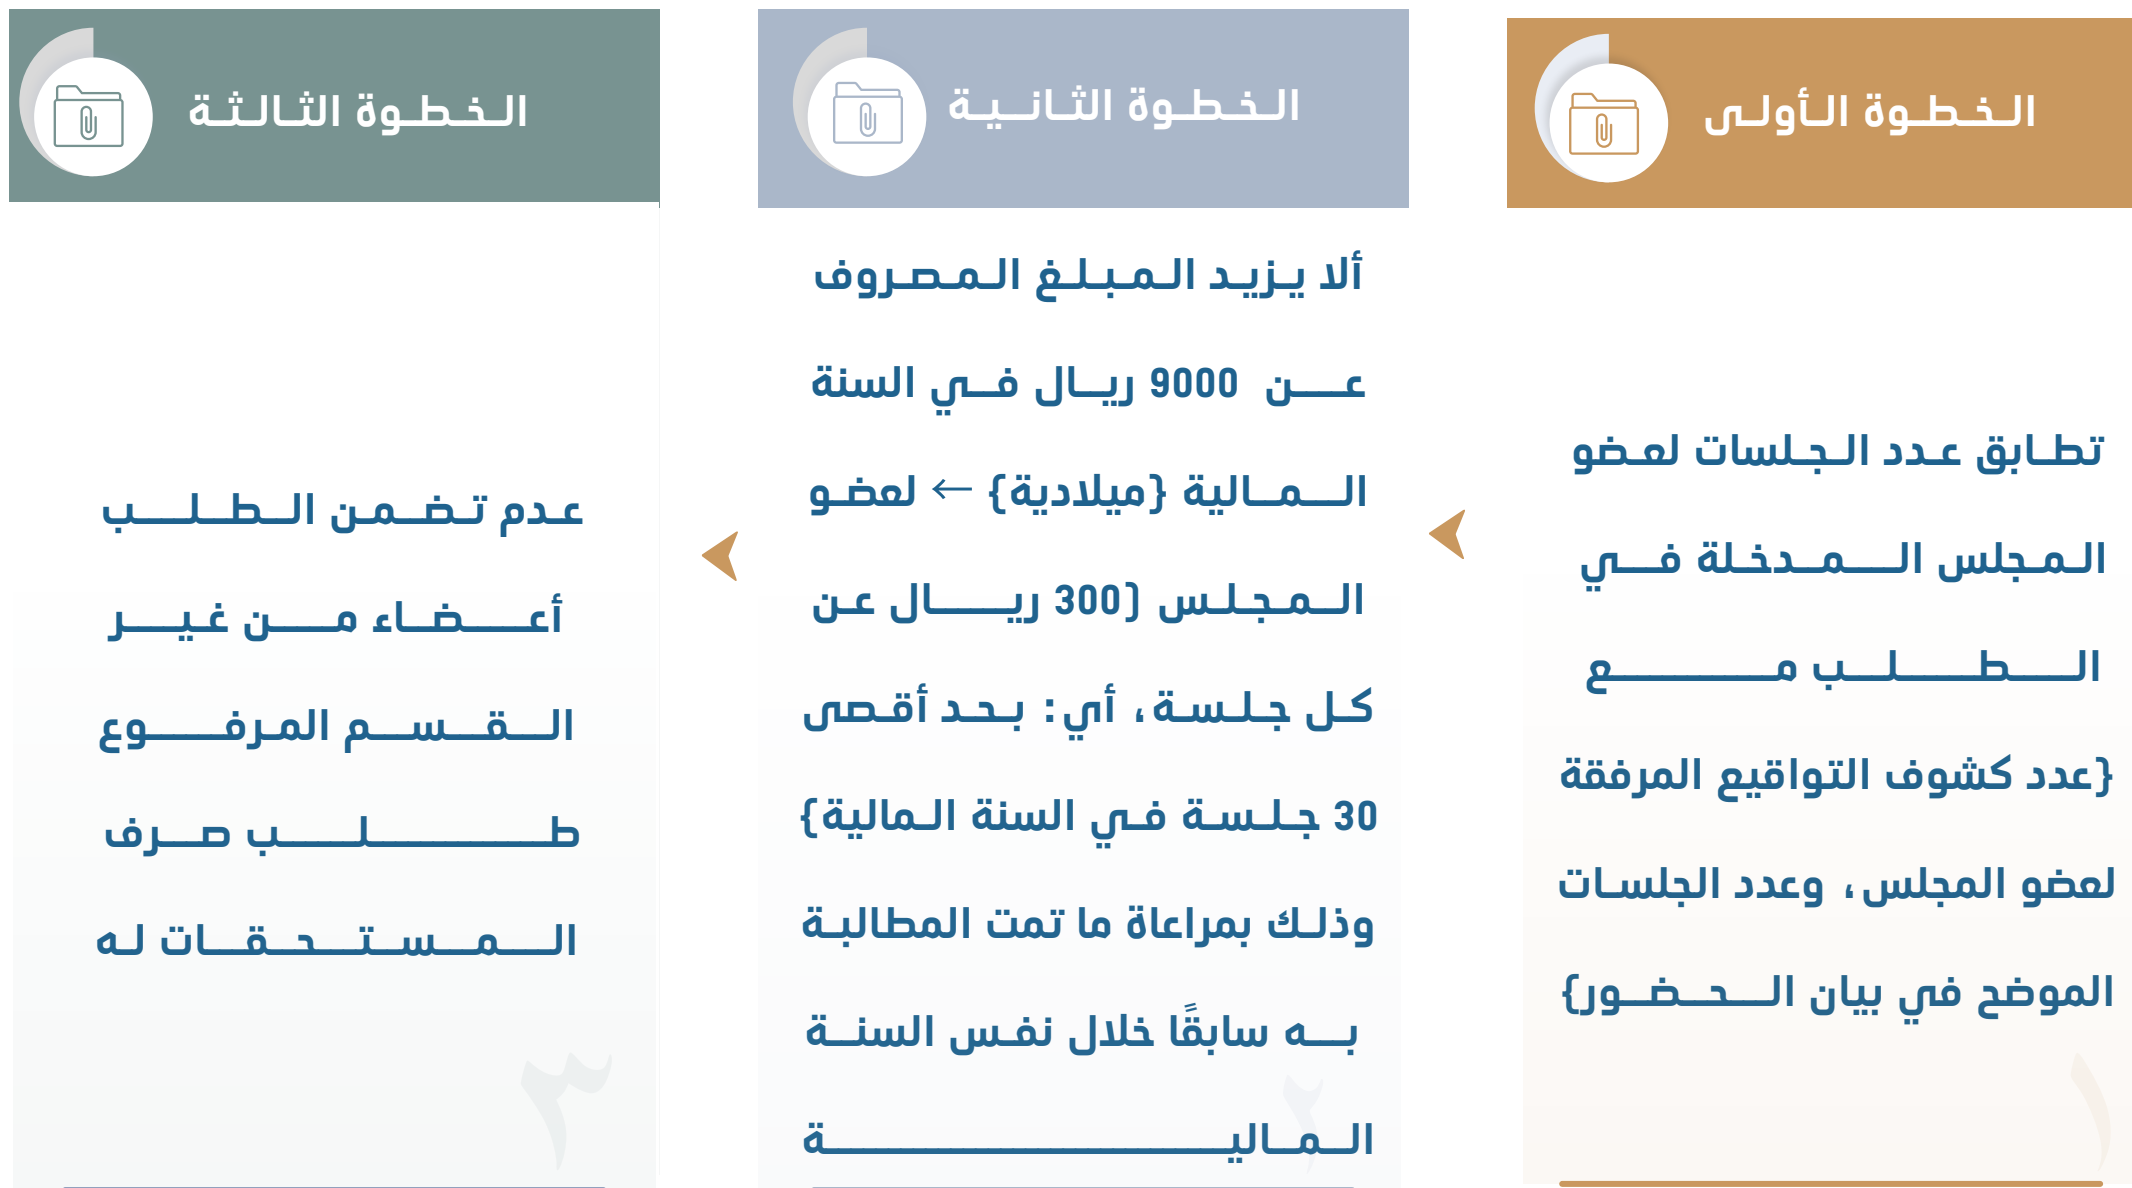 الخطوة الأولى
تطابق عدد الجلسات لعضو
المجلس المدخلة في
الطلب مع
{عدد كشوف التواقيع المرفقة
لعضو المجلس، وعدد الجلسات
الموضح في بيان الحضور}
١
الخطوة الثانية
ألا يزيد المبلغ المصروف
عن 9000 ريال في السنة
المالية {ميلادية} ← لعضو
المجلس (300 ريال عن
كل جلسة، أي: بحد أقصى
30 جلسة في السنة المالية}
وذلك بمراعاة ما تمت المطالبة
به سابقًا خلال نفس السنة
المالية
٢
الخطوة الثالثة
عدم تضمن الطلب
أعضاء من غير
القسم المرفوع
طلب صرف
المستحقات له
٣